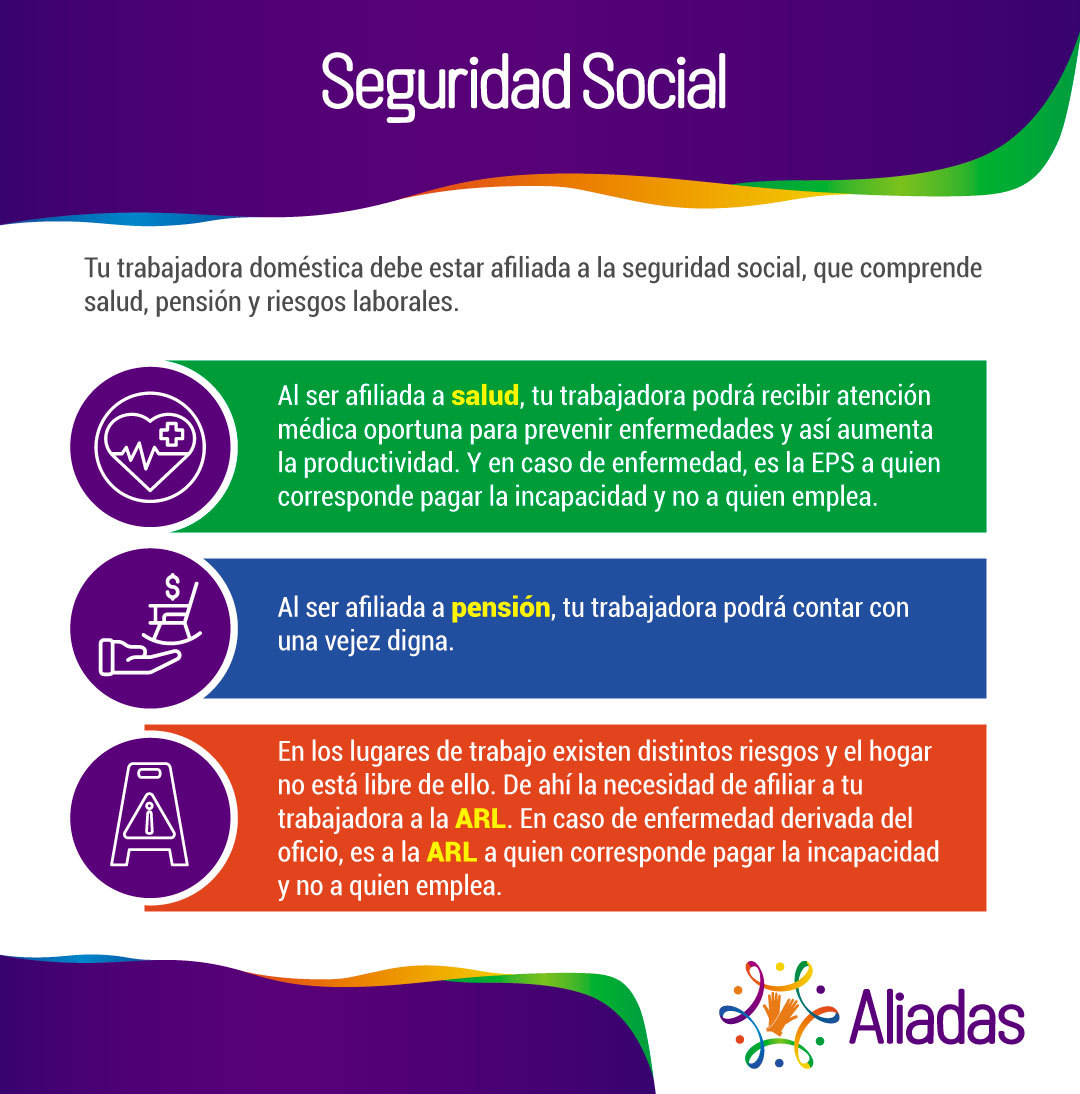 Seguridad Social
Tu trabajadora doméstica debe estar afiliada a la seguridad social, que comprende
salud, pensión y riesgos laborales.
Al ser afiliada a salud, tu trabajadora podrá recibir atención
médica oportuna para prevenir enfermedades y así aumenta
la productividad. Y en caso de enfermedad, es la EPS a quien
corresponde pagar la incapacidad y no a quien emplea.
$
Al ser afiliada a pensión, tu trabajadora podrá contar con
una vejez digna.
En los lugares de trabajo existen distintos riesgos y el hogar
no está libre de ello. De ahí la necesidad de afiliar a tu
trabajadora a la ARL. En caso de enfermedad derivada del
oficio, es a la ARL a quien corresponde pagar la incapacidad
y no a quien emplea.
Aliadas